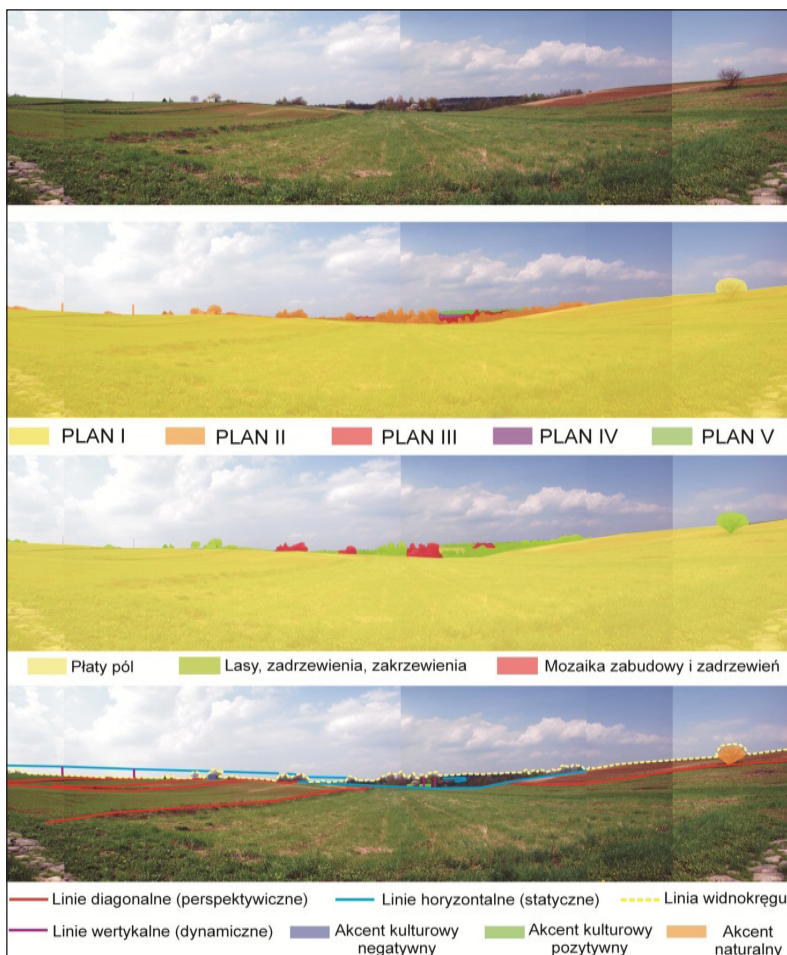 PLAN I PLAN II PLAN III PLAN IV PLAN V
Płaty pól Lasy, zadrzewienia, zakrzewienia Mozaika zabudowy i zadrzewień
Linie diagonalne (perspektywiczne) Linie horyzontalne (statyczne) Linia widnokręgu
Linie wertykalne (dynamiczne) Akcent kulturowy negatywny Akcent kulturowy pozytywny Akcent naturalny